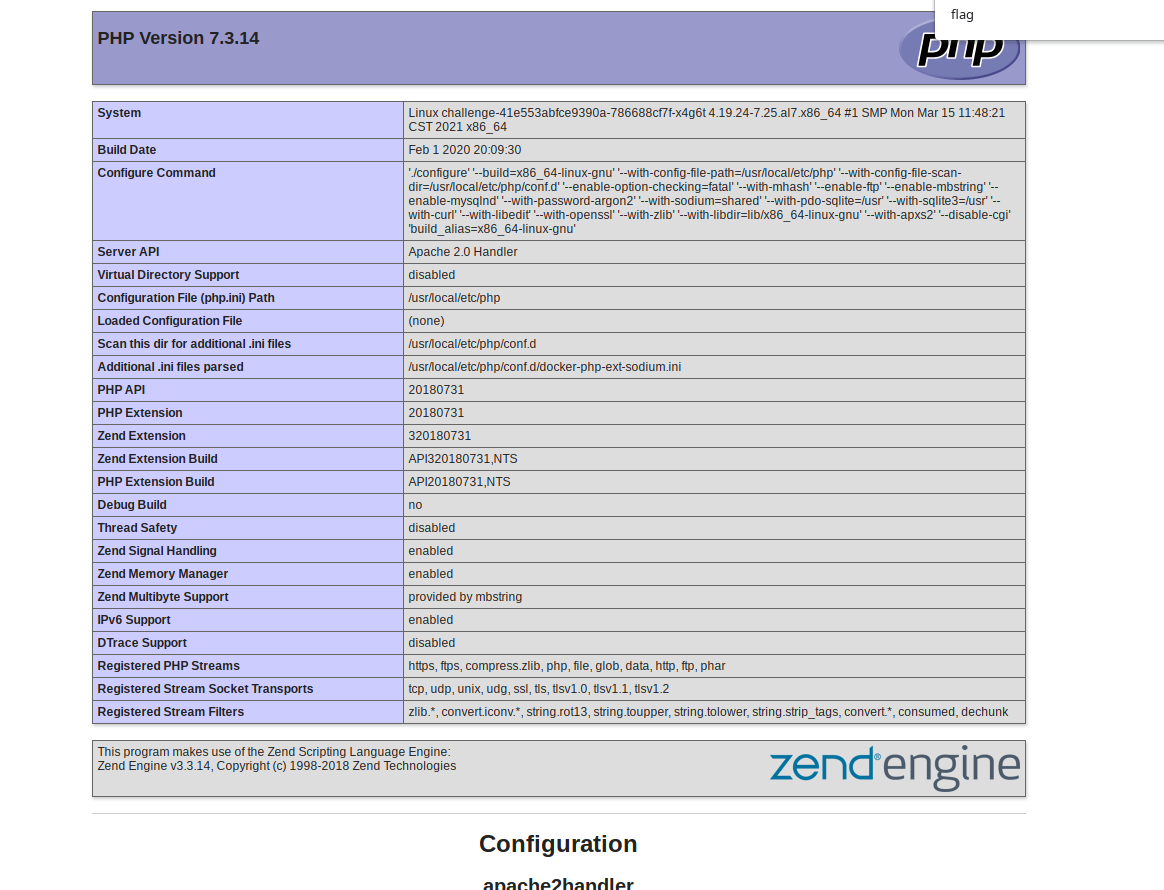 flag
PHP Version 7.3.14
php
System
Linux challenge-41e553abfce9390a-786688cf7f-x4g6t 4.19.24-7.25.al7.x86_64 #1 SMP Mon Mar 15 11:48:21
CST 2021 x86_64
Build Date
Feb 1 2020 20:09:30
Configure Command
'./configure' '--build=x86_64-linux-gnu' '--with-config-file-path=/usr/local/etc/php' '--with-config-file-scan-
dir=/usr/local/etc/php/conf.d' '--enable-option-checking=fatal' '--with-mhash' '--enable-ftp' '--enable-mbstring' '--
enable-mysqlnd' '--with-password-argon2' '--with-sodium=shared' '--with-pdo-sqlite=/usr' '--with-sqlite3=/usr' '--
with-curl' '--with-libedit' '--with-openssl' '--with-zlib' '--with-libdir=lib/x86_64-linux-gnu' '--with-apxs2' '--disable-cgi'
'build_alias=x86_64-linux-gnu'
Server API
Apache 2.0 Handler
Virtual Directory Support
disabled
Configuration File (php.ini) Path
/usr/local/etc/php
Loaded Configuration File
(none)
Scan this dir for additional .ini files
/usr/local/etc/php/conf.d
Additional .ini files parsed
/usr/local/etc/php/conf.d/docker-php-ext-sodium.ini
PHP API
20180731
PHP Extension
20180731
Zend Extension
320180731
Zend Extension Build
API320180731,NTS
PHP Extension Build
API20180731,NTS
Debug Build
no
Thread Safety
disabled
Zend Signal Handling
enabled
Zend Memory Manager
enabled
Zend Multibyte Support
provided by mbstring
IPv6 Support
enabled
DTrace Support
disabled
Registered PHP Streams
https, ftps, compress.zlib, php, file, glob, data, http, ftp, phar
Registered Stream Socket Transports
tcp, udp, unix, udg, ssl, tls, tlsv1.0, tlsv1.1, tlsv1.2
Registered Stream Filters
zlib.*, convert.iconv.*, string.rot13, string.toupper, string.tolower, string.strip_tags, convert.*, consumed, dechunk
This program makes use of the Zend Scripting Language Engine:
Zend Engine v3.3.14, Copyright (c) 1998-2018 Zend Technologies
zend®engine
Configuration
apache2handler